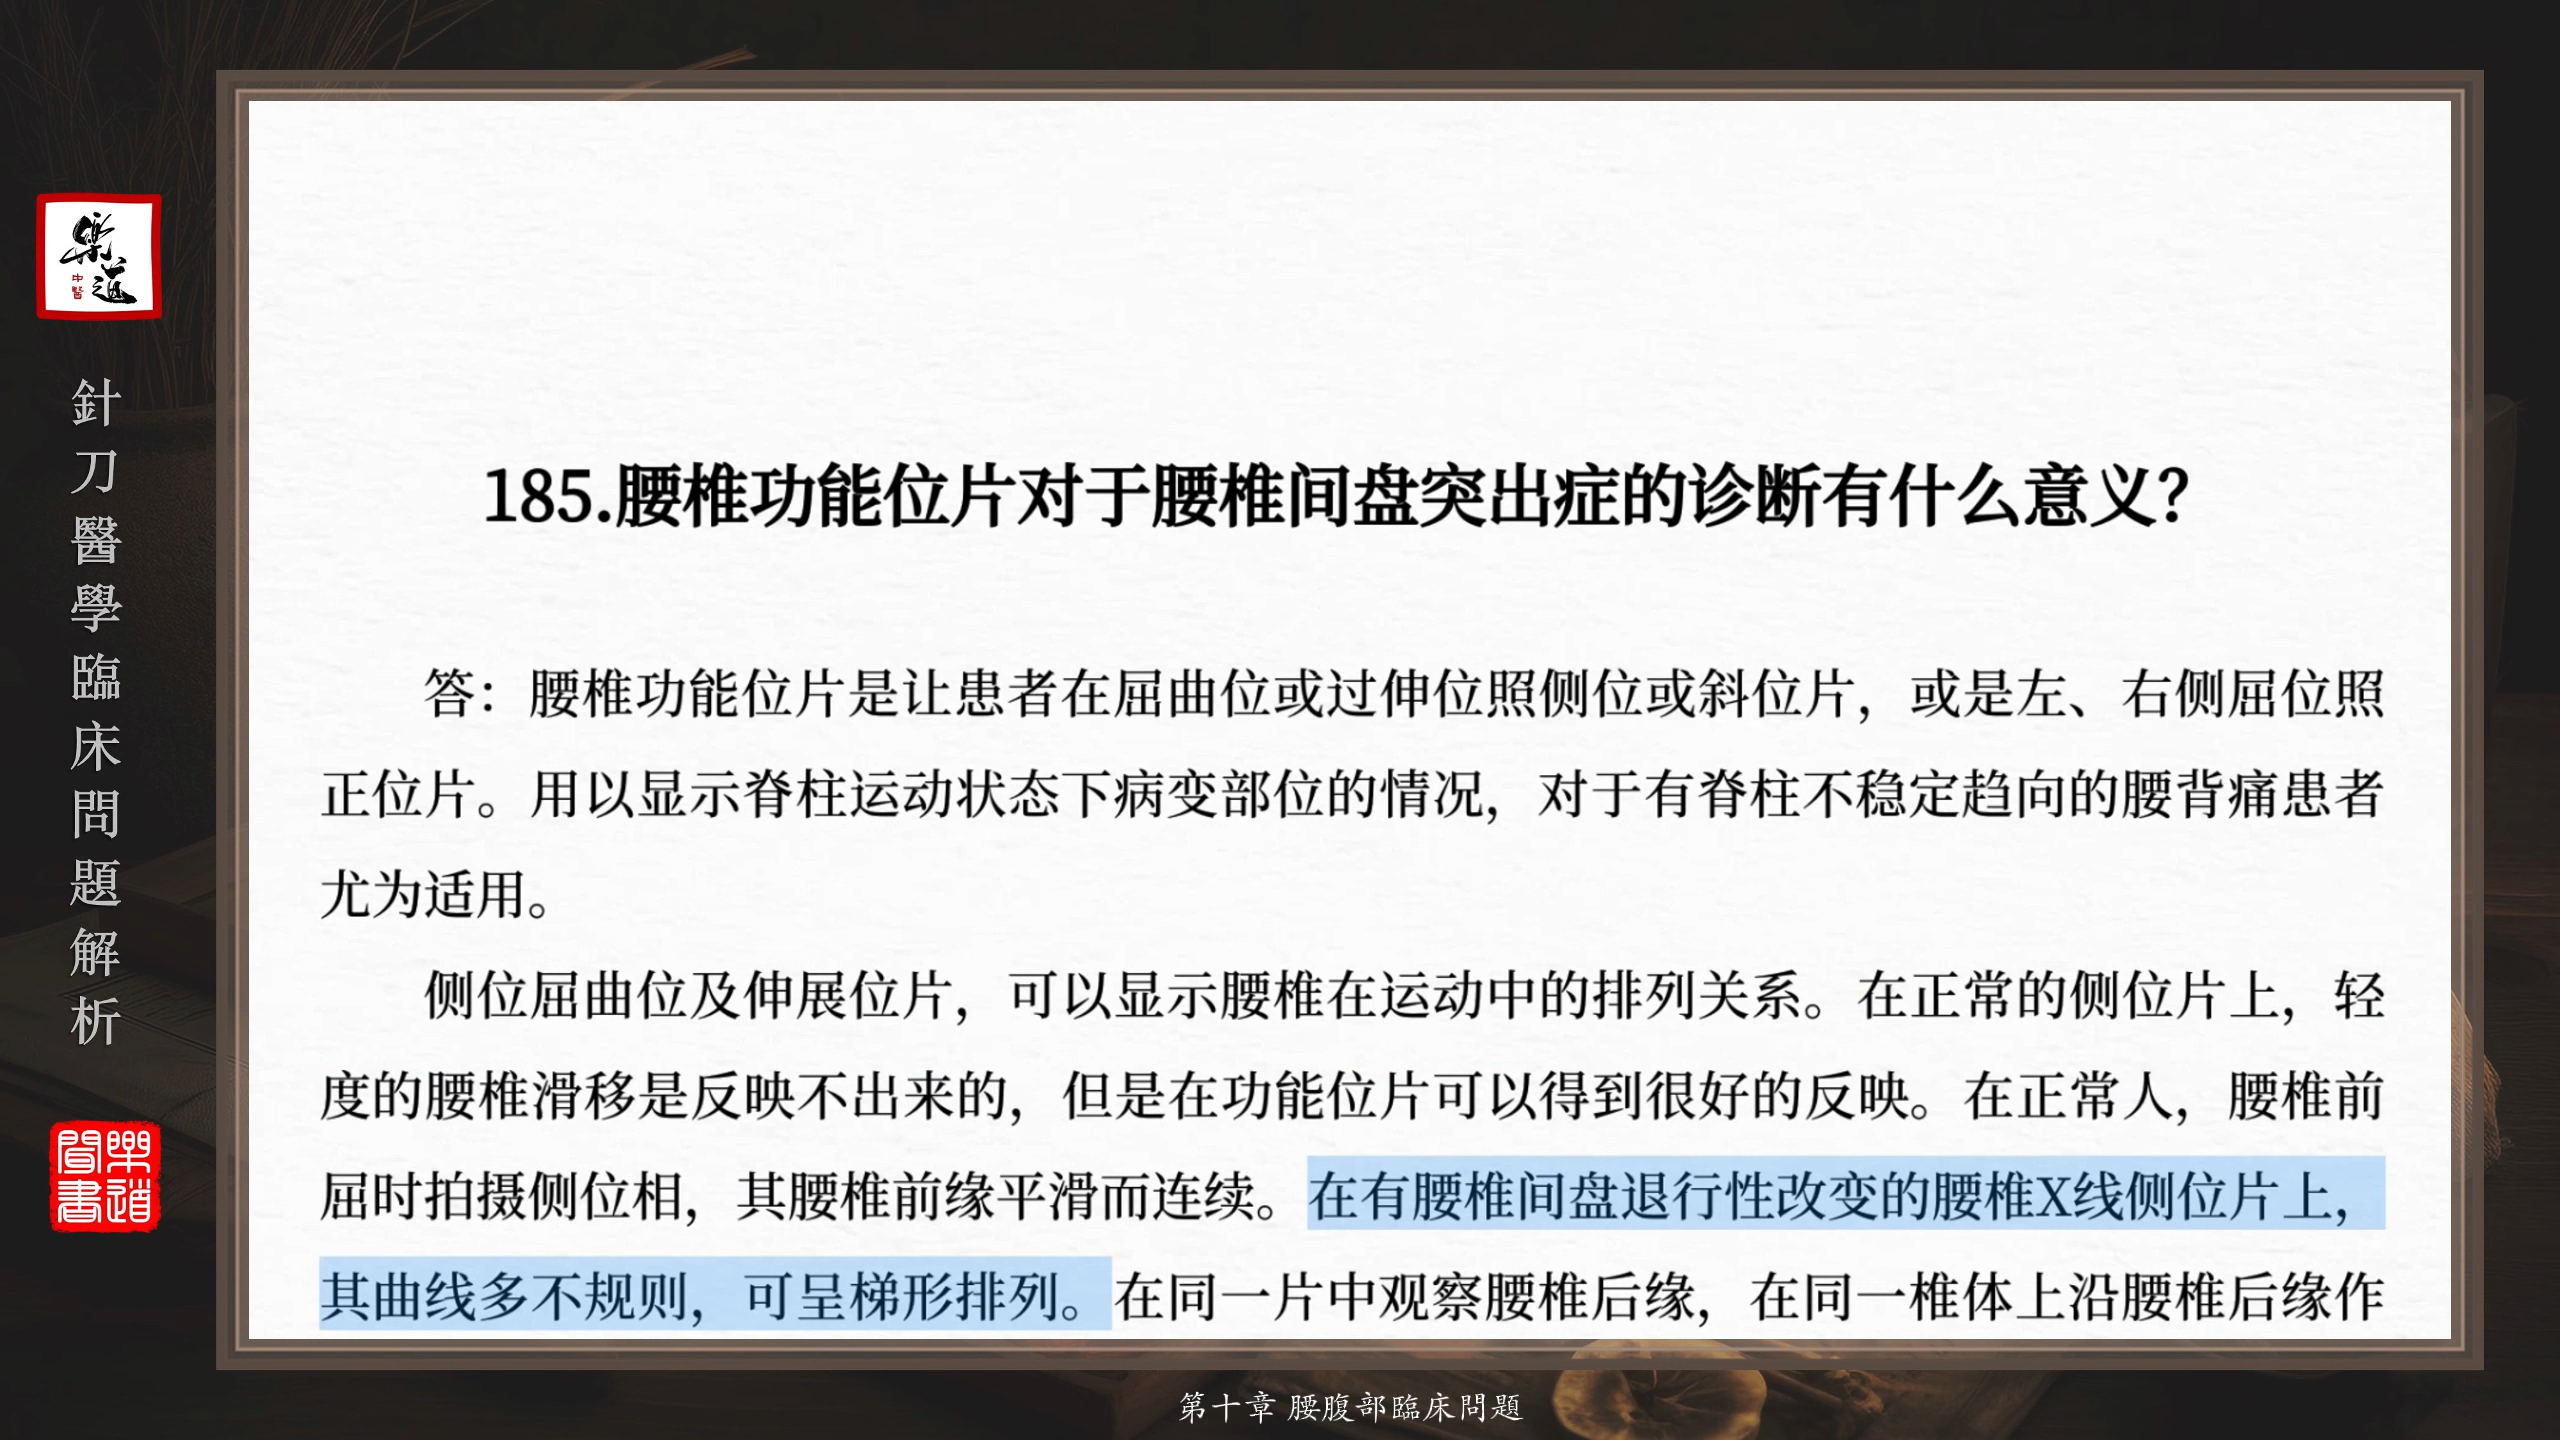 樂道
中醫
針刀醫學臨床問題解析
樂道
書閣
185.腰椎功能位片对于腰椎间盘突出症的诊断有什么意义？
答：腰椎功能位片是让患者在屈曲位或过伸位照侧位或斜位片，或是左、右侧屈位照
正位片。用以显示脊柱运动状态下病变部位的情况，对于有脊柱不稳定趋向的腰背痛患者
尤为适用。
侧位屈曲位及伸展位片，可以显示腰椎在运动中的排列关系。在正常的侧位片上，轻
度的腰椎滑移是反映不出来的，但是在功能位片可以得到很好的反映。在正常人，腰椎前
屈时拍摄侧位相，其腰椎前缘平滑而连续。在有腰椎间盘退行性改变的腰椎X线侧位片上，
其曲线多不规则，可呈梯形排列。在同一片中观察腰椎后缘，在同一椎体上沿腰椎后缘作
第十章 腰腹部臨床問題